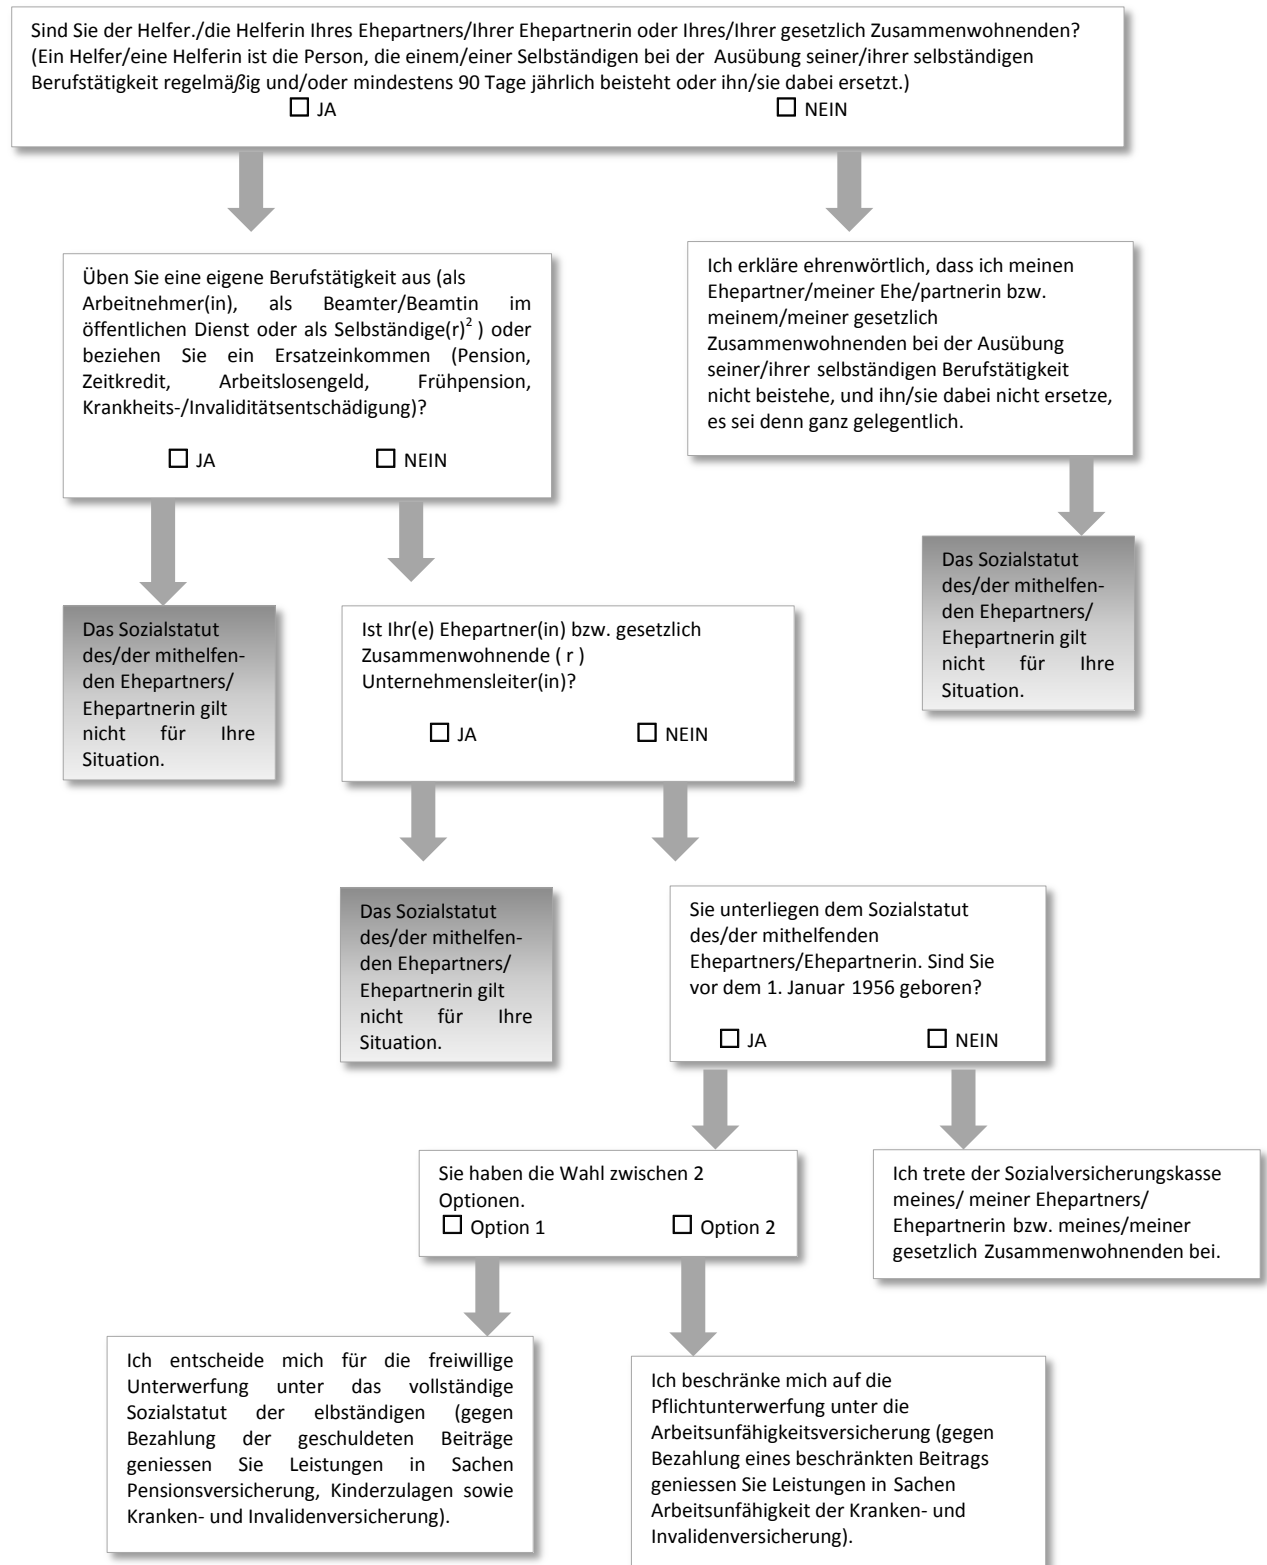 Sind Sie der Helfer./die Helferin Ihres Ehepartners/Ihrer Ehepartnerin oder Ihres/Ihrer gesetzlich Zusammenwohnenden?
(Ein Helfer/eine Helferin ist die Person, die einem/einer Selbständigen bei der Ausübung seiner/ihrer selbständigen
Berufstätigkeit regelmäßig und/oder mindestens 90 Tage jährlich beisteht oder ihn/sie dabei ersetzt.)
☐ JA ☐ NEIN
Üben Sie eine eigene Berufstätigkeit aus (als
Arbeitnehmer(in), als Beamter/Beamtin im
öffentlichen Dienst oder als Selbständige(r)² ) oder
beziehen Sie ein Ersatzeinkommen (Pension,
Zeitkredit, Arbeitslosengeld, Frühpension,
Krankheits-/Invaliditätsentschädigung)?
☐ JA ☐ NEIN
Ich erkläre ehrenwörtlich, dass ich meinen
Ehepartner/meiner Ehe/partnerin bzw.
meinem/meiner gesetzlich
Zusammenwohnenden bei der Ausübung
seiner/ihrer selbständigen Berufstätigkeit
nicht beistehe, und ihn/sie dabei nicht ersetze,
es sei denn ganz gelegentlich.
Das Sozialstatut
des/der mithelfen-
den Ehepartners/
Ehepartnerin gilt
nicht für Ihre
Situation.
Das Sozialstatut
des/der mithelfen-
den Ehepartners/
Ehepartnerin gilt
nicht für Ihre
Situation.
Ist Ihr(e) Ehepartner(in) bzw. gesetzlich
Zusammenwohnende ( r )
Unternehmensleiter(in)?
☐ JA ☐ NEIN
Das Sozialstatut
des/der mithelfen-
den Ehepartners/
Ehepartnerin gilt
nicht für Ihre
Situation.
Sie unterliegen dem Sozialstatut
des/der mithelfenden
Ehepartners/Ehepartnerin. Sind Sie
vor dem 1. Januar 1956 geboren?
☐ JA ☐ NEIN
Sie haben die Wahl zwischen 2
Optionen.
☐ Option 1 ☐ Option 2
Ich trete der Sozialversicherungskasse
meines/ meiner Ehepartners/
Ehepartnerin bzw. meines/meiner
gesetzlich Zusammenwohnenden bei.
Ich entscheide mich für die freiwillige
Unterwerfung unter das vollständige
Sozialstatut der elbständigen (gegen
Bezahlung der geschuldeten Beiträge
geniessen Sie Leistungen in Sachen
Pensionsversicherung, Kinderzulagen sowie
Kranken- und Invalidenversicherung).
Ich beschränke mich auf die
Pflichtunterwerfung unter die
Arbeitsunfähigkeitsversicherung (gegen
Bezahlung eines beschränkten Beitrags
geniessen Sie Leistungen in Sachen
Arbeitsunfähigkeit der Kranken- und
Invalidenversicherung).